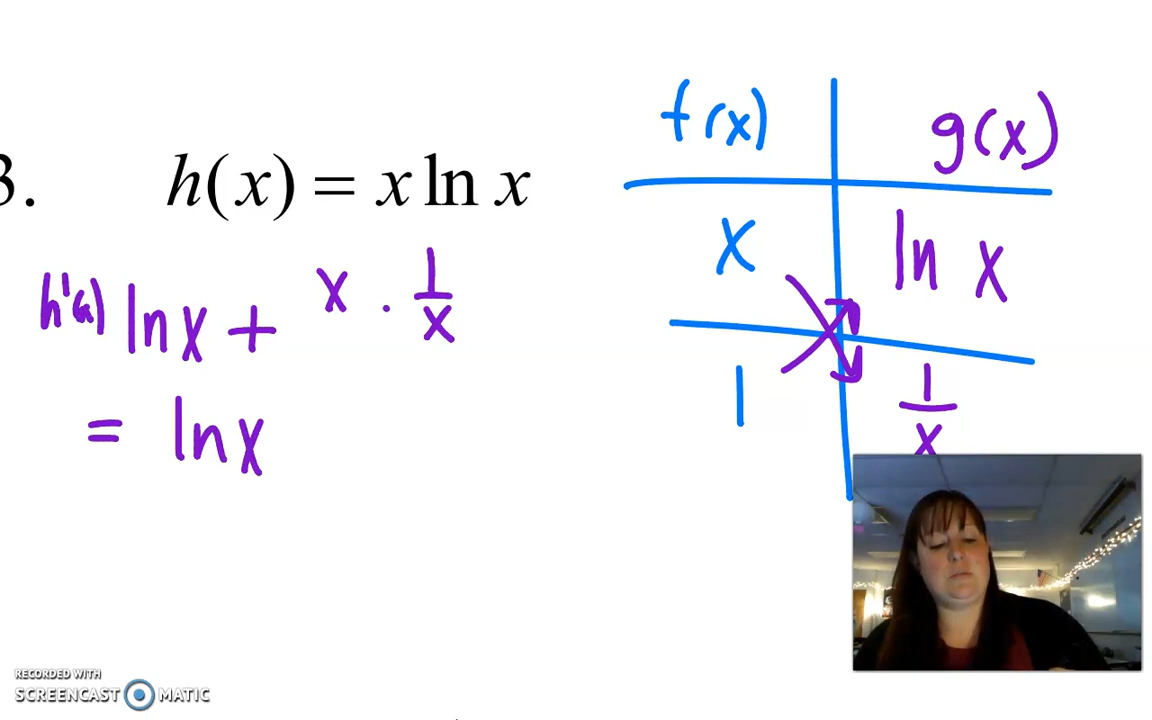 3. h(x) = x ln x
h'(x) ln x + x · 1/x
= ln x
f(x) g(x)
x ln x
1 1/x
RECORDED WITH
SCREENCAST MATIC